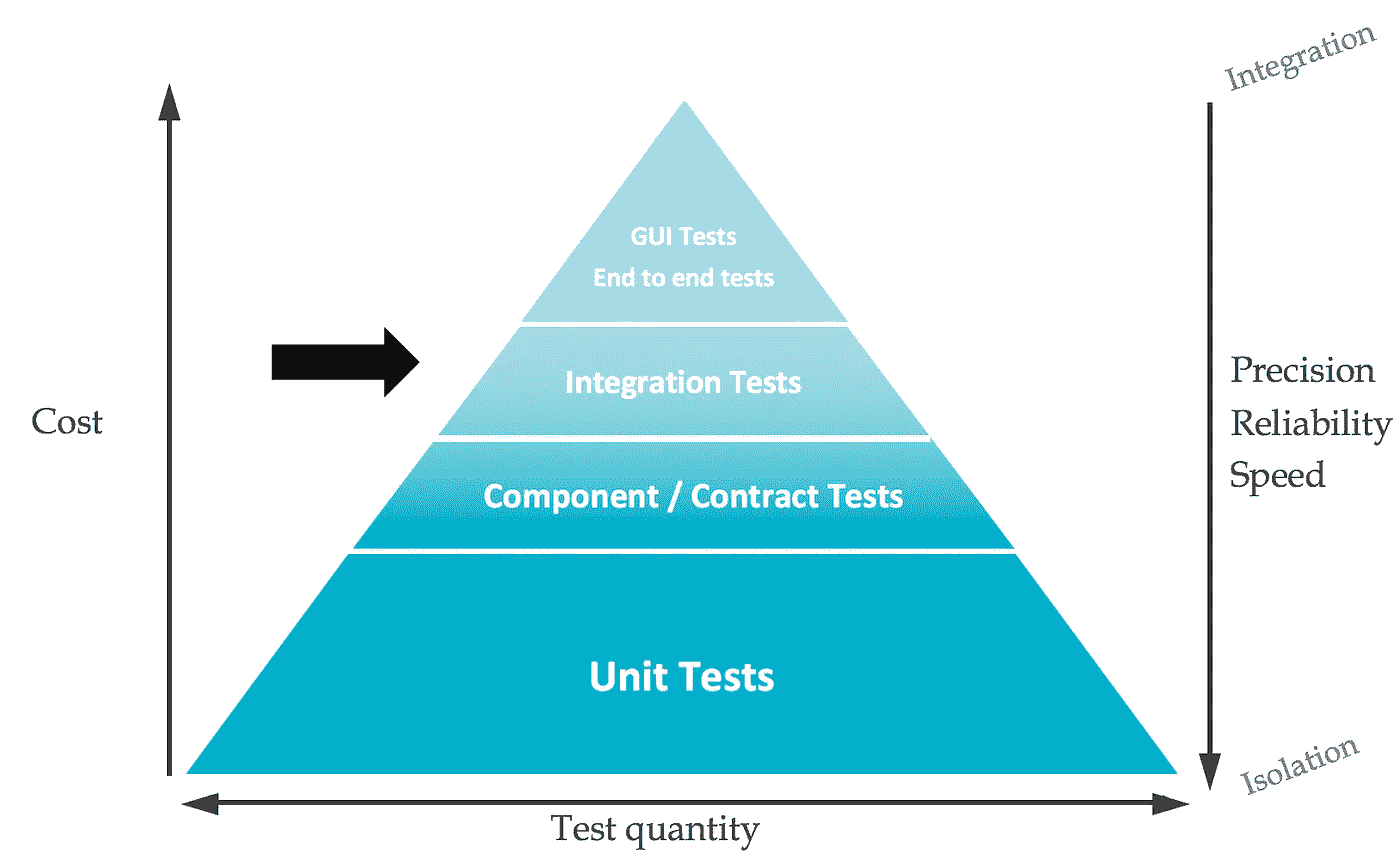 Integration
GUI Tests
End to end tests
Integration Tests
Precision
Cost
Reliability
Speed
Component / Contract Tests
Unit Tests
Isolation
Test quantity